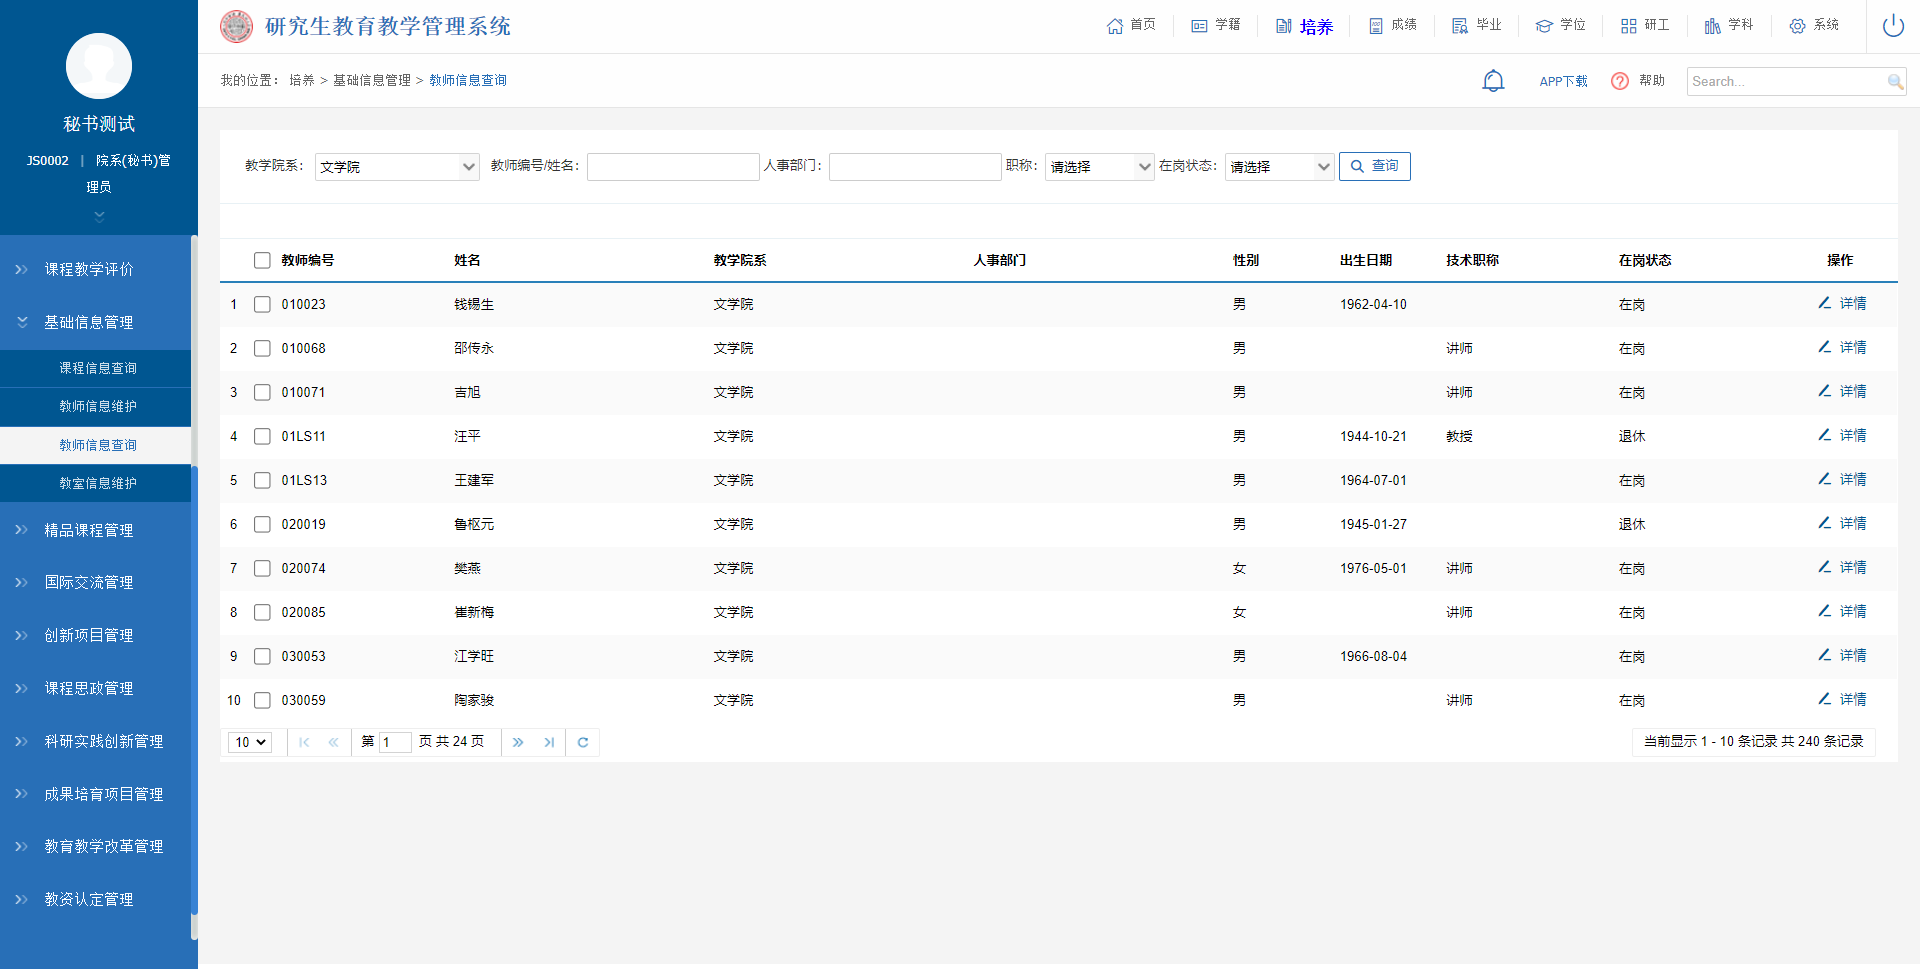 研究生教育教学管理系统
首页 学籍 培养 成绩 毕业 学位 研工 学科 系统
秘书测试
JS0002 | 院系(秘书)管
理员
我的位置： 培养 > 基础信息管理 > 教师信息查询
APP下载 帮助 Search...
课程教学评价
基础信息管理
课程信息查询
教师信息维护
教师信息查询
教室信息维护
精品课程管理
国际交流管理
创新项目管理
课程思政管理
科研实践创新管理
成果培育项目管理
教育教学改革管理
教资认定管理
教学院系： 文学院 教师编号/姓名： 人事部门： 职称： 请选择 在岗状态： 请选择 查询
教师编号 姓名 教学院系 人事部门 性别 出生日期 技术职称 在岗状态 操作
1 010023 钱锡生 文学院 男 1962-04-10 在岗 详情
2 010068 邵传永 文学院 男 讲师 在岗 详情
3 010071 吉旭 文学院 男 讲师 在岗 详情
4 01LS11 汪平 文学院 男 1944-10-21 教授 退休 详情
5 01LS13 王建军 文学院 男 1964-07-01 在岗 详情
6 020019 鲁枢元 文学院 男 1945-01-27 退休 详情
7 020074 樊燕 文学院 女 1976-05-01 讲师 在岗 详情
8 020085 崔新梅 文学院 女 讲师 在岗 详情
9 030053 江学旺 文学院 男 1966-08-04 在岗 详情
10 030059 陶家骏 文学院 男 讲师 在岗 详情
10 第 1 页 共 24 页 当前显示 1 - 10 条记录 共 240 条记录